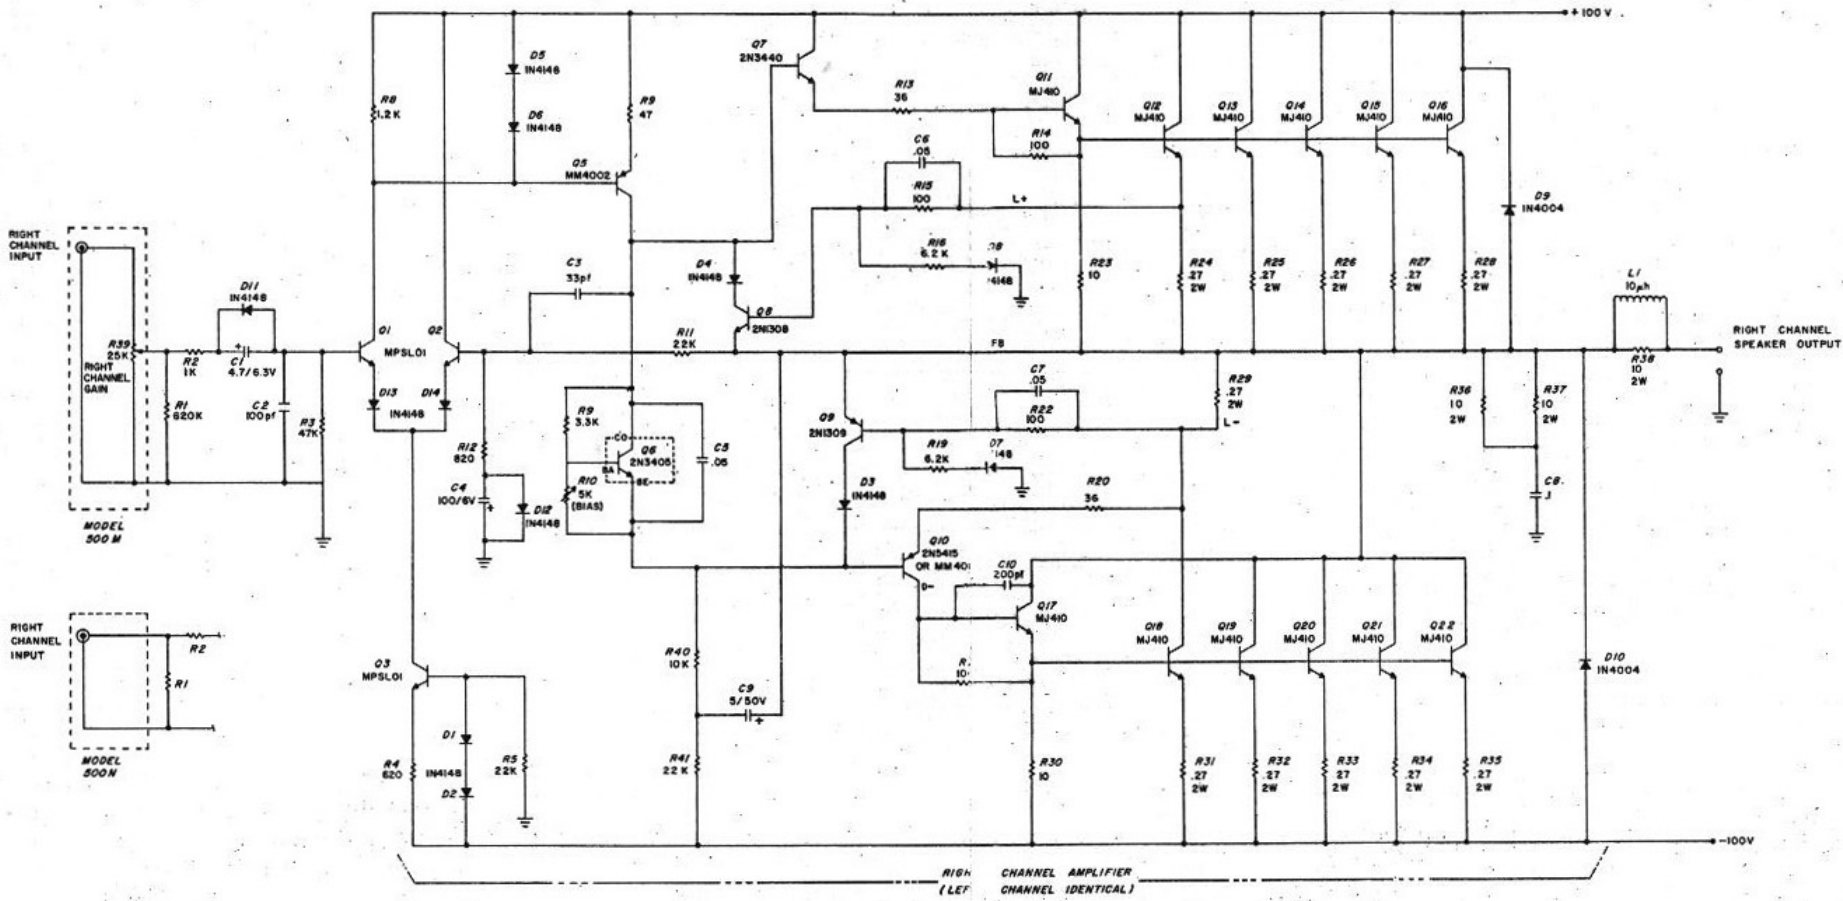 +100V
D5
IN4148
D6
IN4148
R8
1.2K
R9
47
Q5
MM4002
Q7
2N3440
R13
36
Q11
MJ410
R14
100
Q12
MJ410
Q13
MJ410
Q14
MJ410
Q15
MJ410
Q16
MJ410
C6
.05
R15
100
L+
R16
6.2K
D9
IN4004
RIGHT
CHANNEL
INPUT
D11
IN4148
R39
25K
RIGHT
CHANNEL
GAIN
R2
1K
C1
4.7/6.3V
R1
620K
C2
100pf
R3
47K
MODEL
500M
Q1
Q2
MPSL01
D13
D14
IN4148
C3
33pf
D4
IN4148
Q8
2N1308
R11
22K
FB
R23
10
R24
.27
2W
R25
.27
2W
R26
.27
2W
R27
.27
2W
R28
.27
2W
L1
10μh
R38
10
2W
RIGHT CHANNEL
SPEAKER OUTPUT
R12
820
C4
100/6V
D12
IN4148
R9
3.3K
CO
Q6
2N3405
BA
BE
R10
5K
(BIAS)
C5
.05
Q9
2N1309
C7
.05
R22
100
R29
.27
2W
L-
R19
6.2K
D3
IN4148
R20
36
R36
10
2W
R37
10
2W
C8
.1
Q10
2N5415
OR MM401
D-
C10
200pf
Q17
MJ410
Q18
MJ410
Q19
MJ410
Q20
MJ410
Q21
MJ410
Q22
MJ410
D10
IN4004
RIGHT
CHANNEL
INPUT
R2
R1
MODEL
500N
Q3
MPSL01
R4
620
D1
IN4148
D2
R5
22K
R40
10K
C9
5/50V
R41
22K
R30
10
R31
.27
2W
R32
.27
2W
R33
.27
2W
R34
.27
2W
R35
.27
2W
-100V
RIGH CHANNEL AMPLIFIER
(LEF CHANNEL IDENTICAL)